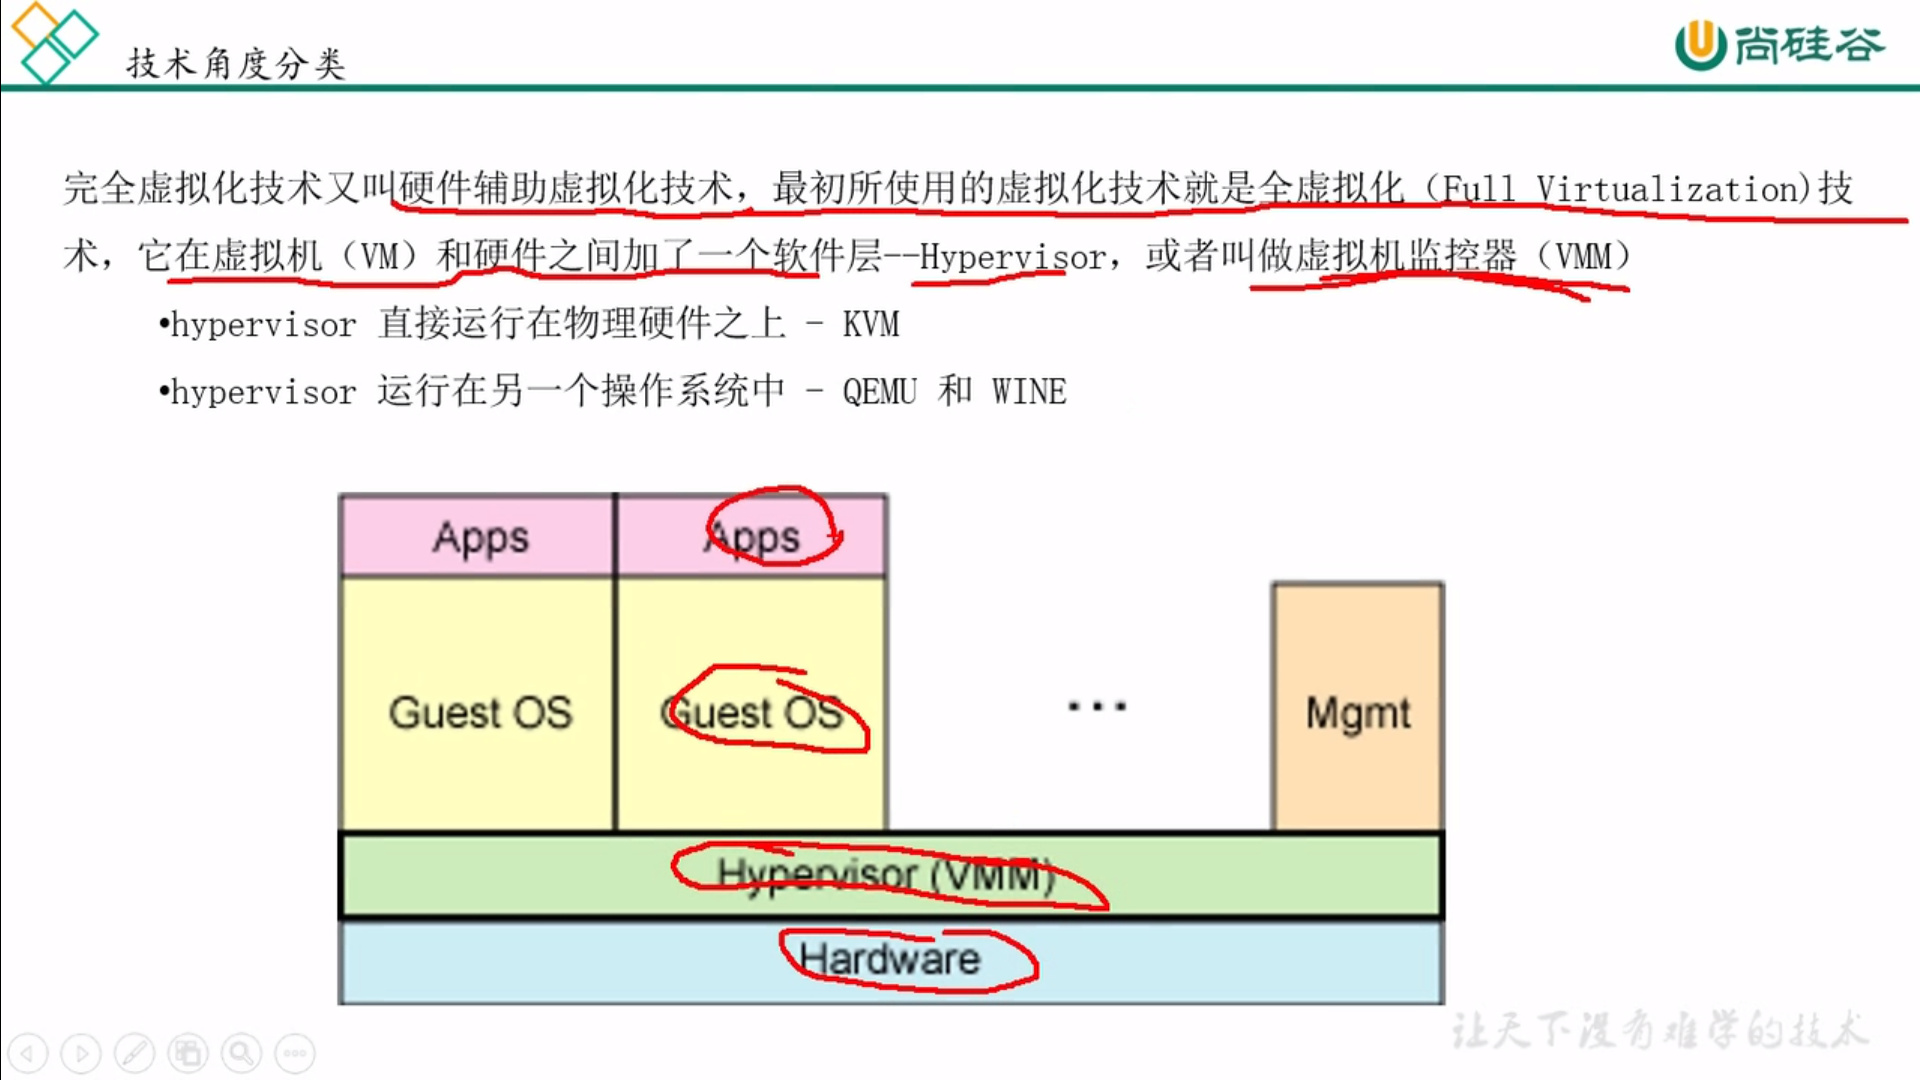 技术角度分类
尚硅谷
完全虚拟化技术又叫硬件辅助虚拟化技术，最初所使用的虚拟化技术就是全虚拟化（Full Virtualization)技
术，它在虚拟机（VM）和硬件之间加了一个软件层--Hypervisor，或者叫做虚拟机监控器（VMM）
•hypervisor 直接运行在物理硬件之上 - KVM
•hypervisor 运行在另一个操作系统中 - QEMU 和 WINE
Apps Apps
Guest OS Guest OS ... Mgmt
Hypervisor (VMM)
Hardware
让天下没有难学的技术